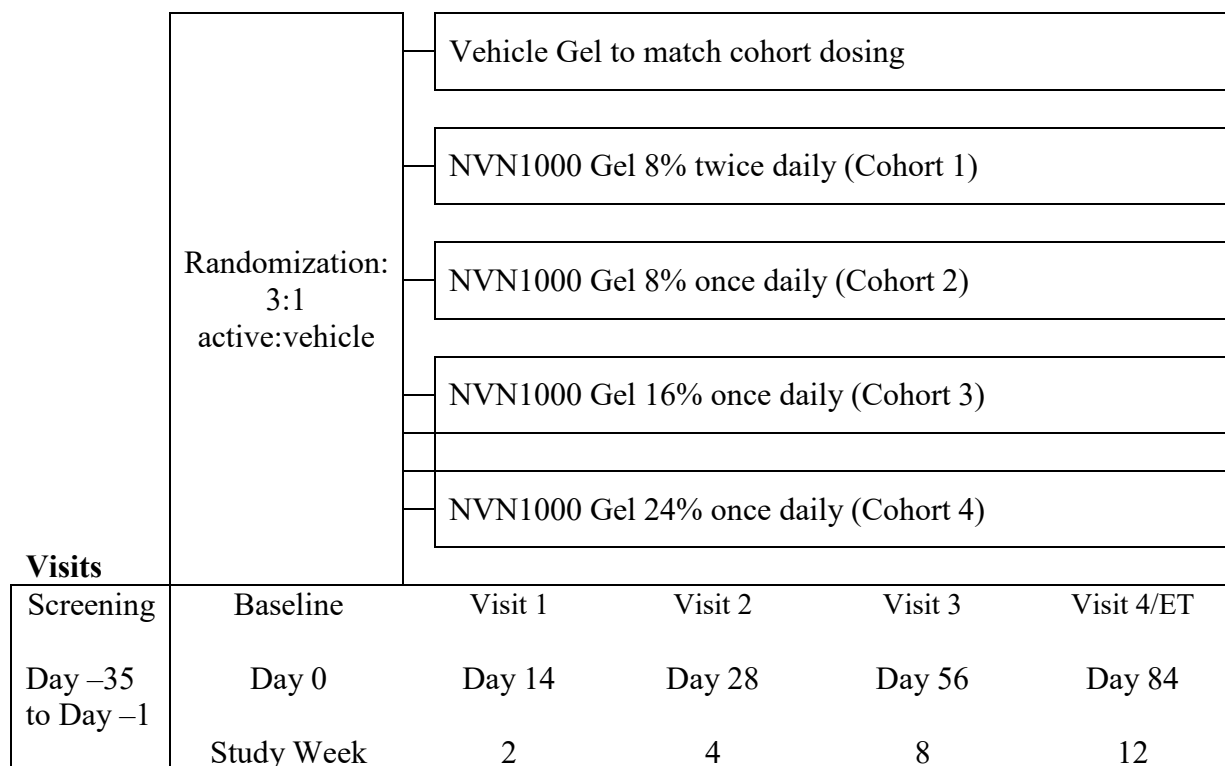 Vehicle Gel to match cohort dosing
NVN1000 Gel 8% twice daily (Cohort 1)
Randomization:
3:1
active:vehicle
NVN1000 Gel 8% once daily (Cohort 2)
NVN1000 Gel 16% once daily (Cohort 3)
NVN1000 Gel 24% once daily (Cohort 4)
Visits
Screening Baseline Visit 1 Visit 2 Visit 3 Visit 4/ET
Day –35 Day 0 Day 14 Day 28 Day 56 Day 84
to Day –1
Study Week 2 4 8 12